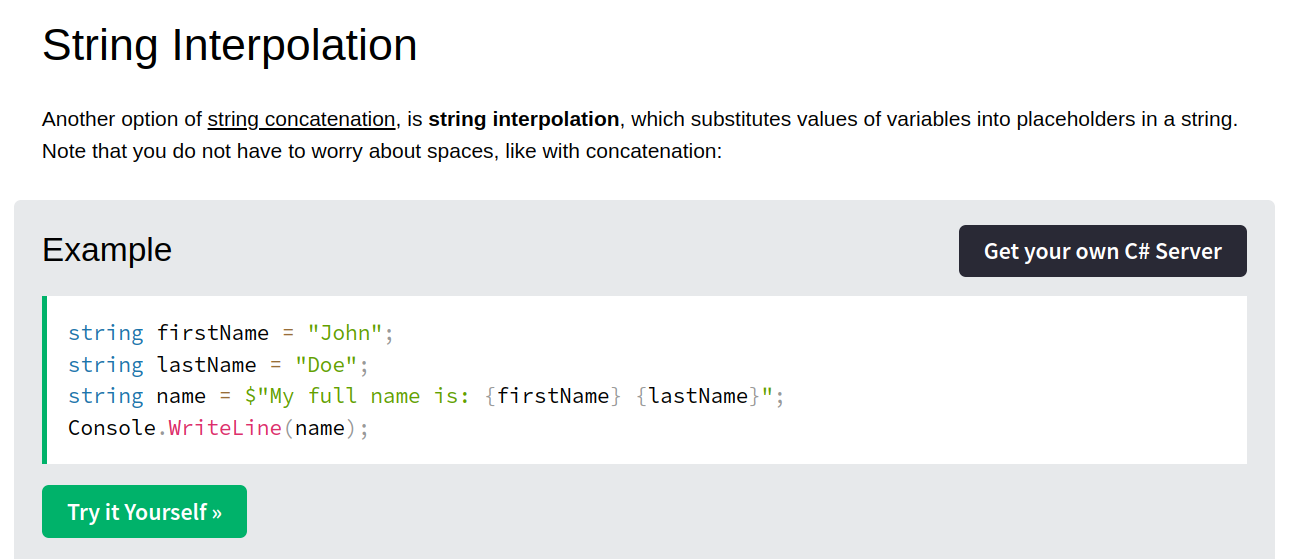 String Interpolation
Another option of string concatenation, is string interpolation, which substitutes values of variables into placeholders in a string.
Note that you do not have to worry about spaces, like with concatenation:
Example
Get your own C# Server
string firstName = "John";
string lastName = "Doe";
string name = $"My full name is: {firstName} {lastName}";
Console.WriteLine(name);
Try it Yourself »